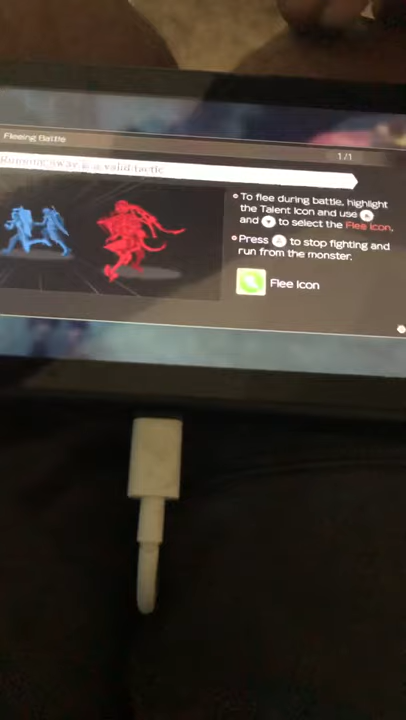 Fleeing Battle
1/1
Running away is a valid tactic
• To flee during battle, highlight
the Talent Icon and use
and to select the Flee Icon.
• Press to stop fighting and
run from the monster.
Flee Icon